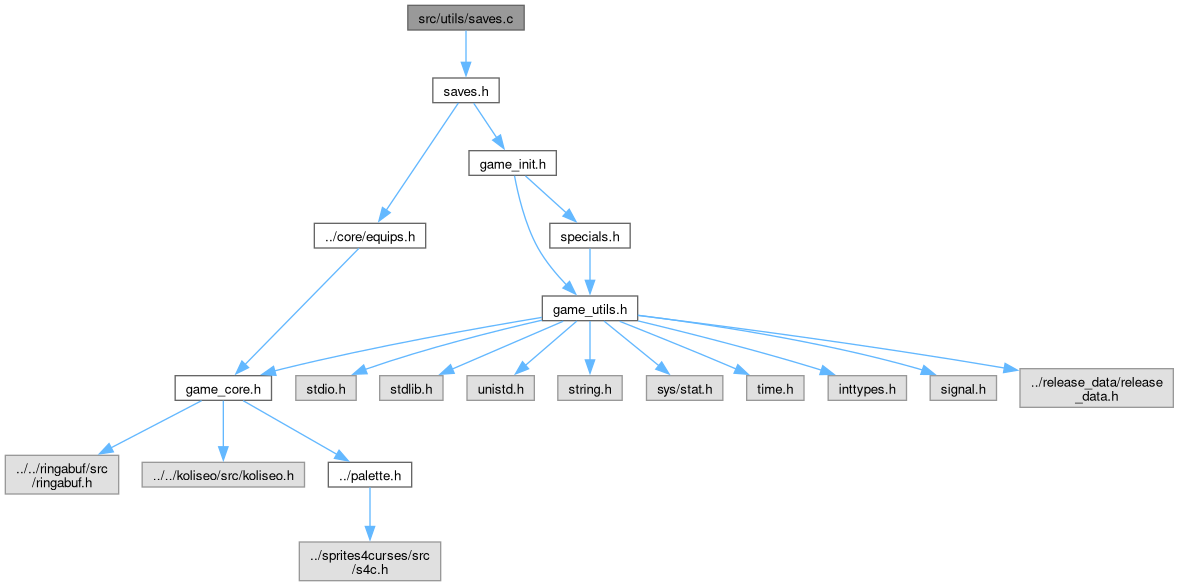 src/utils/saves.c
saves.h
game_init.h
../core/equips.h
specials.h
game_utils.h
game_core.h
stdio.h
stdlib.h
unistd.h
string.h
sys/stat.h
time.h
inttypes.h
signal.h
../release_data/release
_data.h
../../ringabuf/src
/ringabuf.h
../../koliseo/src/koliseo.h
../palette.h
../sprites4curses/src
/s4c.h